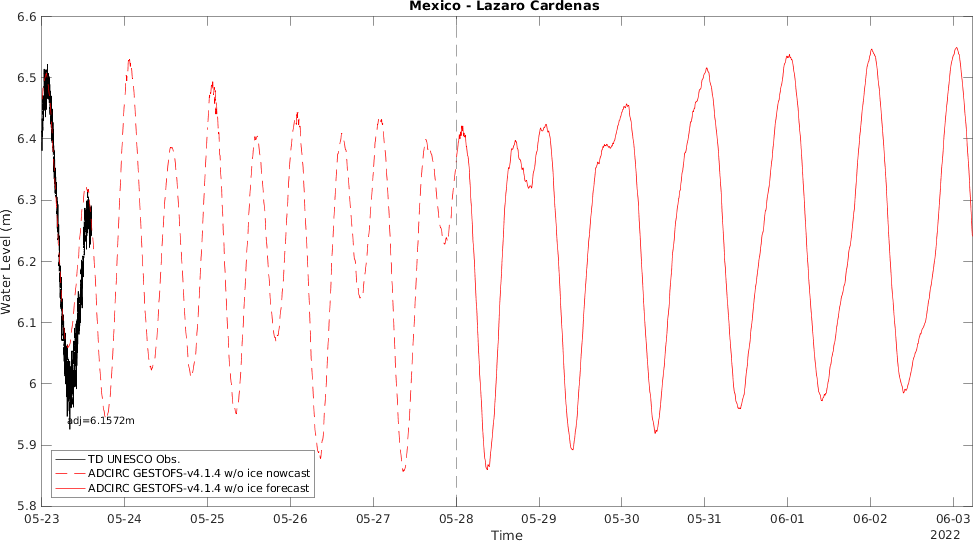 Mexico - Lazaro Cardenas
6.6
6.5
6.4
6.3
6.2
6.1
6
5.9
5.8
Water Level (m)
adj=6.1572m
TD UNESCO Obs.
ADCIRC GESTOFS-v4.1.4 w/o ice nowcast
ADCIRC GESTOFS-v4.1.4 w/o ice forecast
05-23 05-24 05-25 05-26 05-27 05-28 05-29 05-30 05-31 06-01 06-02 06-03
Time
2022